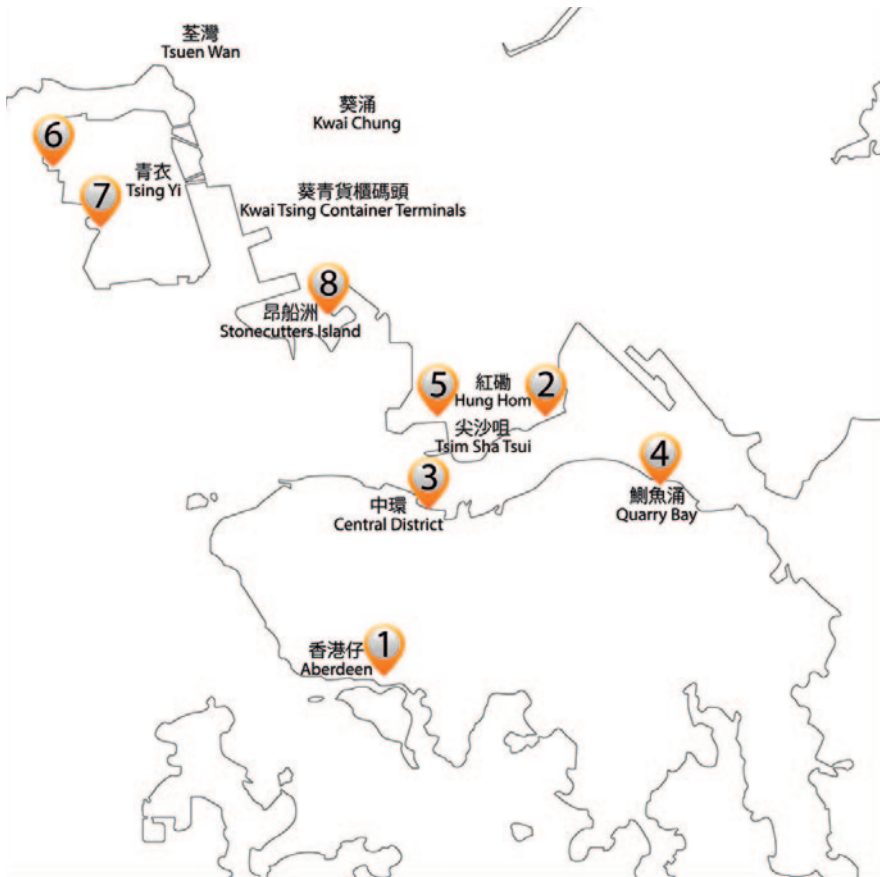 荃灣
Tsuen Wan
葵涌
Kwai Chung
6
青衣
Tsing Yi
7
葵青貨櫃碼頭
Kwai Tsing Container Terminals
8
昂船洲
Stonecutters Island
5
紅磡
Hung Hom
2
尖沙咀
Tsim Sha Tsui
4
鰂魚涌
Quarry Bay
3
中環
Central District
1
香港仔
Aberdeen